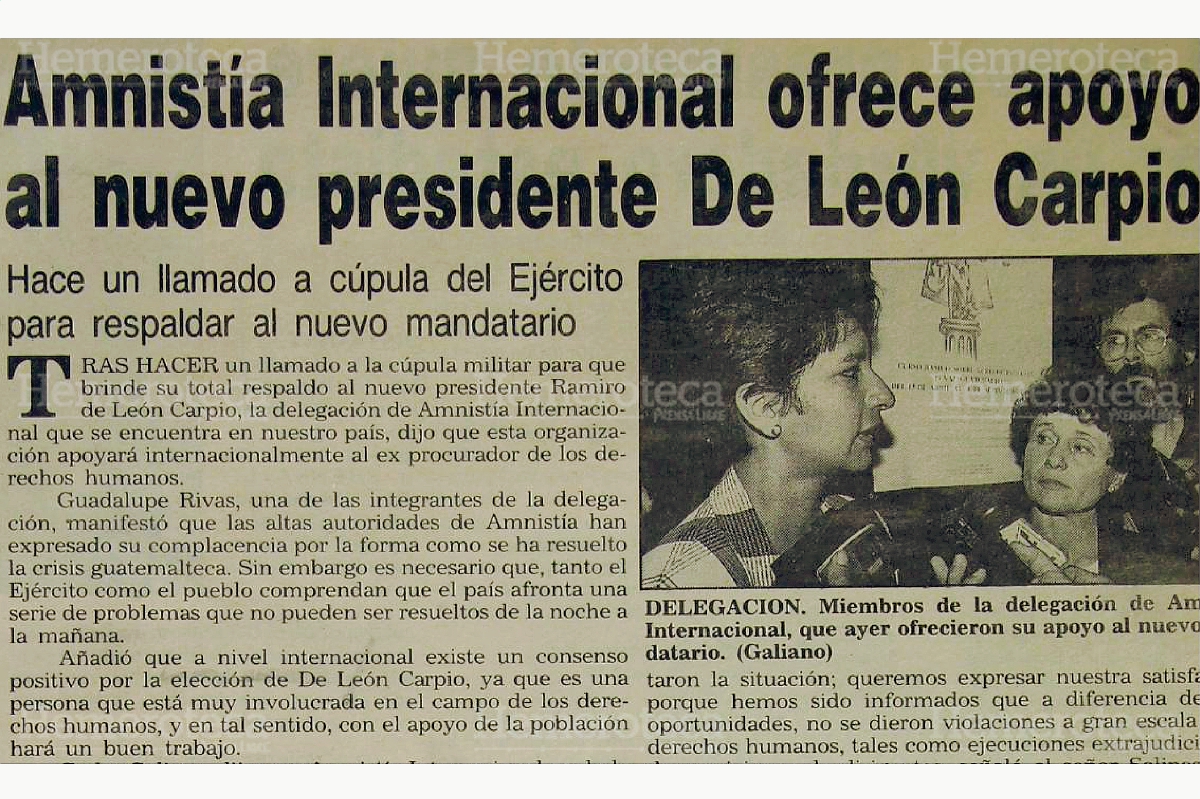 Amnistía Internacional ofrece apoyo
al nuevo presidente De León Carpio
Hace un llamado a cúpula del Ejército
para respaldar al nuevo mandatario
TRAS HACER un llamado a la cúpula militar para que
brinde su total respaldo al nuevo presidente Ramiro
de León Carpio, la delegación de Amnistía Internacio-
nal que se encuentra en nuestro país, dijo que esta organiza-
ción apoyará internacionalmente al ex procurador de los de-
rechos humanos.
Guadalupe Rivas, una de las integrantes de la delega-
ción, manifestó que las altas autoridades de Amnistía han
expresado su complacencia por la forma como se ha resuelto
la crisis guatemalteca. Sin embargo es necesario que, tanto el
Ejército como el pueblo comprendan que el país afronta una
serie de problemas que no pueden ser resueltos de la noche a
la mañana.
Añadió que a nivel internacional existe un consenso
positivo por la elección de De León Carpio, ya que es una
persona que está muy involucrada en el campo de los dere-
chos humanos, y en tal sentido, con el apoyo de la población
hará un buen trabajo.
DELEGACION. Miembros de la delegación de Am
Internacional, que ayer ofrecieron su apoyo al nuevo
datario. (Galiano)
taron la situación; queremos expresar nuestra satisfa
porque hemos sido informados que a diferencia de
oportunidades, no se dieron violaciones a gran escala
derechos humanos, tales como ejecuciones extrajudici
Hemeroteca
PRENSA LIBRE